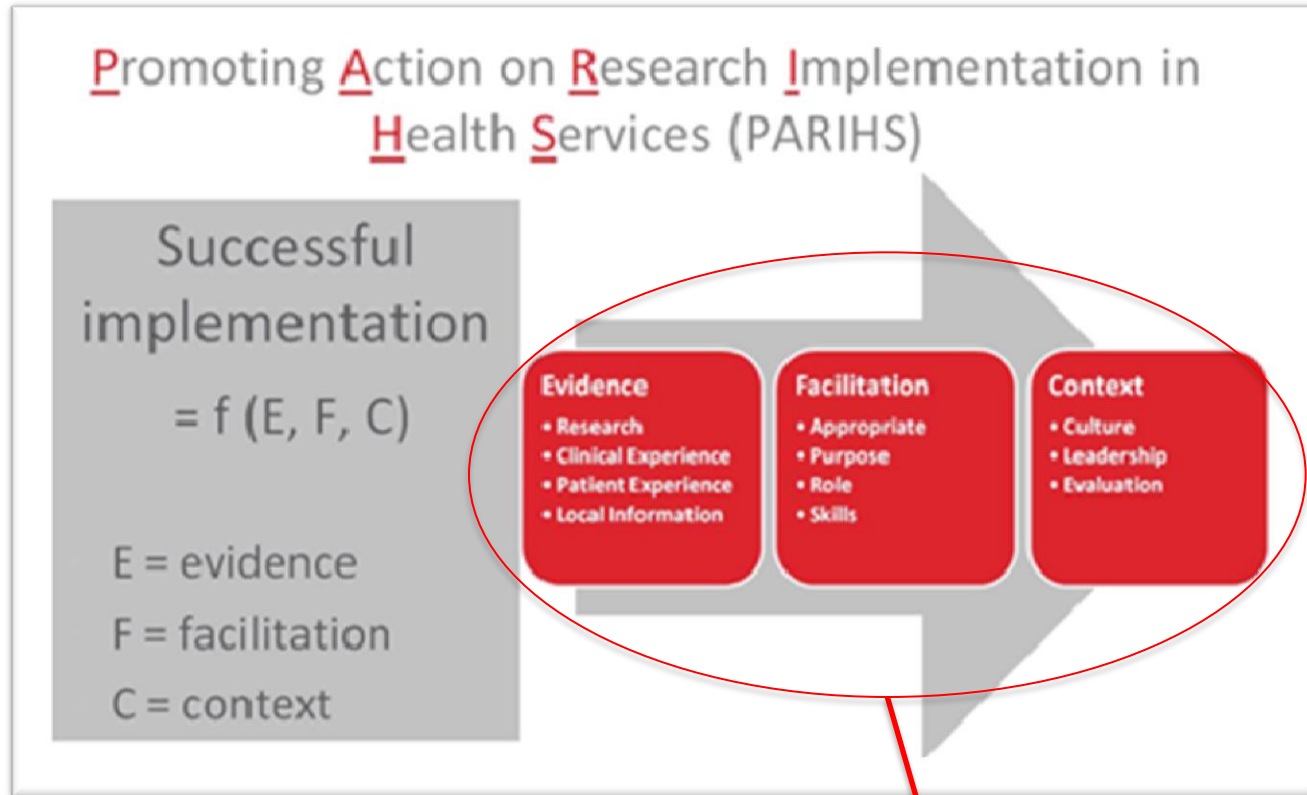 Promoting Action on Research Implementation in
Health Services (PARIHS)
Successful
implementation
= f (E, F, C)
E = evidence
F = facilitation
C = context
Evidence
• Research
• Clinical Experience
• Patient Experience
• Local Information
Facilitation
• Appropriate
• Purpose
• Role
• Skills
Context
• Culture
• Leadership
• Evaluation